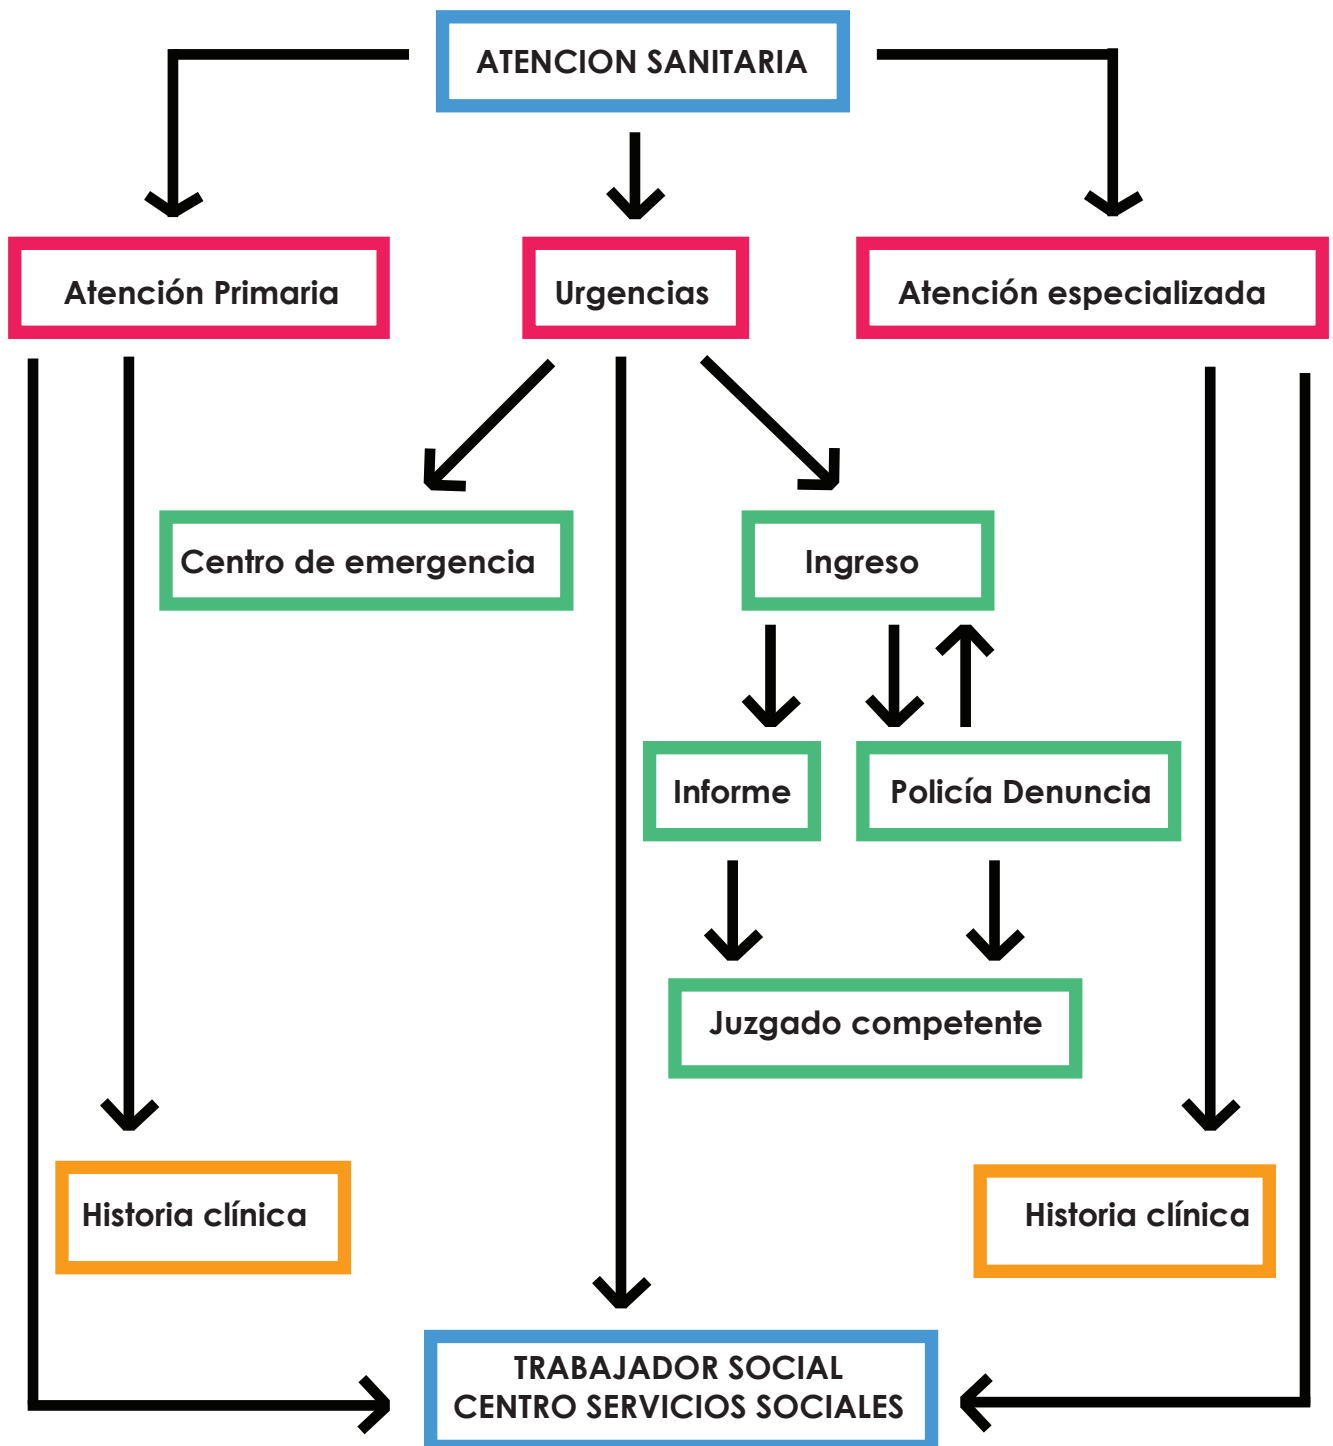 ATENCION SANITARIA
Atención Primaria
Urgencias
Atención especializada
Centro de emergencia
Ingreso
Informe
Policía Denuncia
Juzgado competente
Historia clínica
Historia clínica
TRABAJADOR SOCIAL
CENTRO SERVICIOS SOCIALES